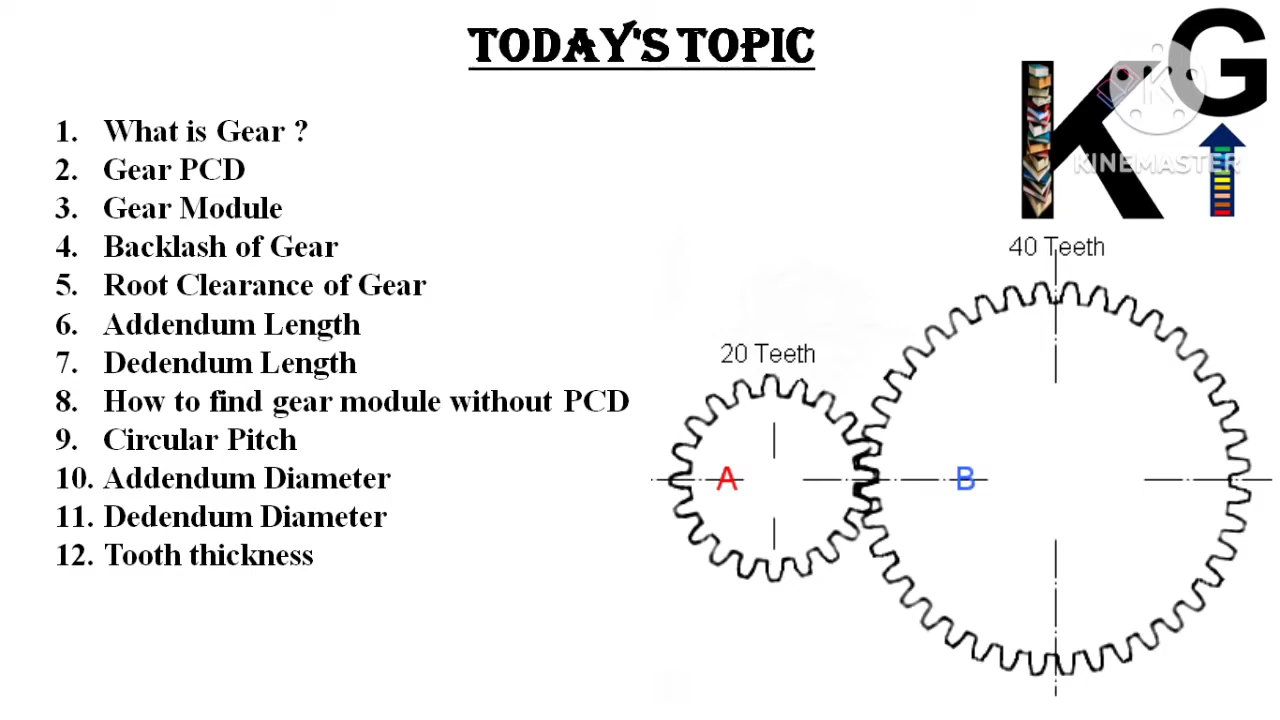 TODAY'S TOPIC
KG
KINEMASTER
1. What is Gear ?
2. Gear PCD
3. Gear Module
4. Backlash of Gear
5. Root Clearance of Gear
6. Addendum Length
7. Dedendum Length
8. How to find gear module without PCD
9. Circular Pitch
10. Addendum Diameter
11. Dedendum Diameter
12. Tooth thickness
40 Teeth
20 Teeth
A
B